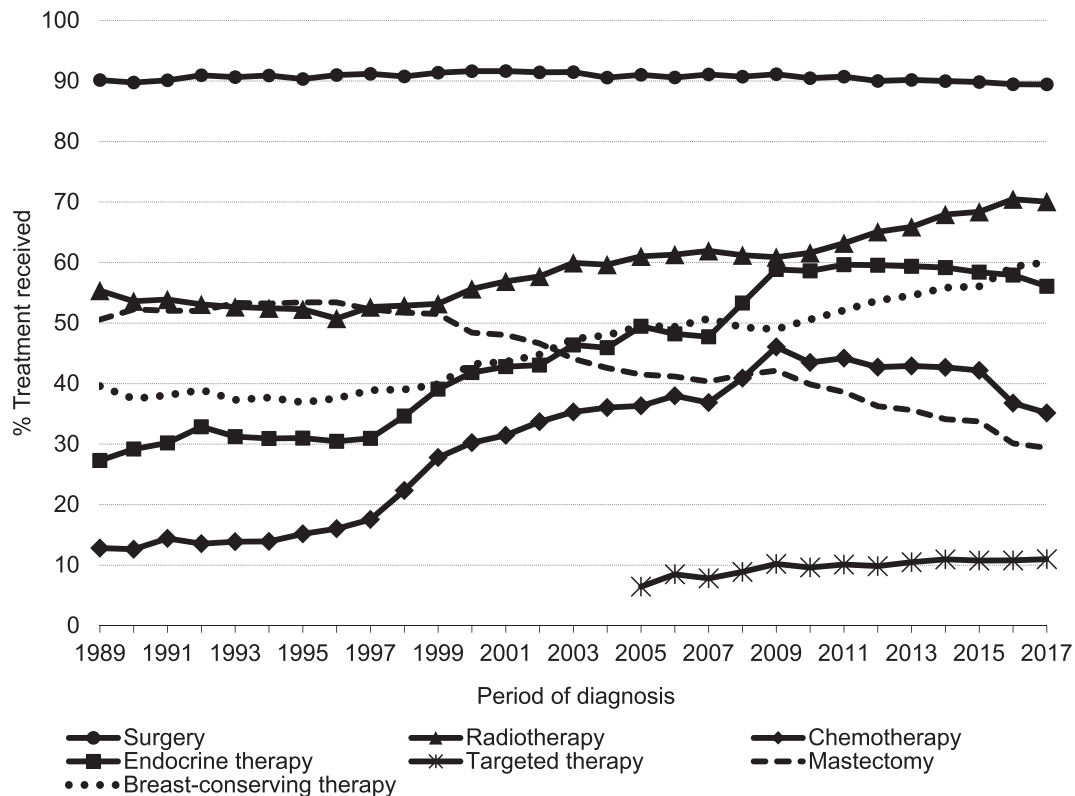 100
90
80
70
60
50
40
30
20
10
0
% Treatment received
1989 1991 1993 1995 1997 1999 2001 2003 2005 2007 2009 2011 2013 2015 2017
Period of diagnosis
Surgery Radiotherapy Chemotherapy
Endocrine therapy Targeted therapy Mastectomy
Breast-conserving therapy